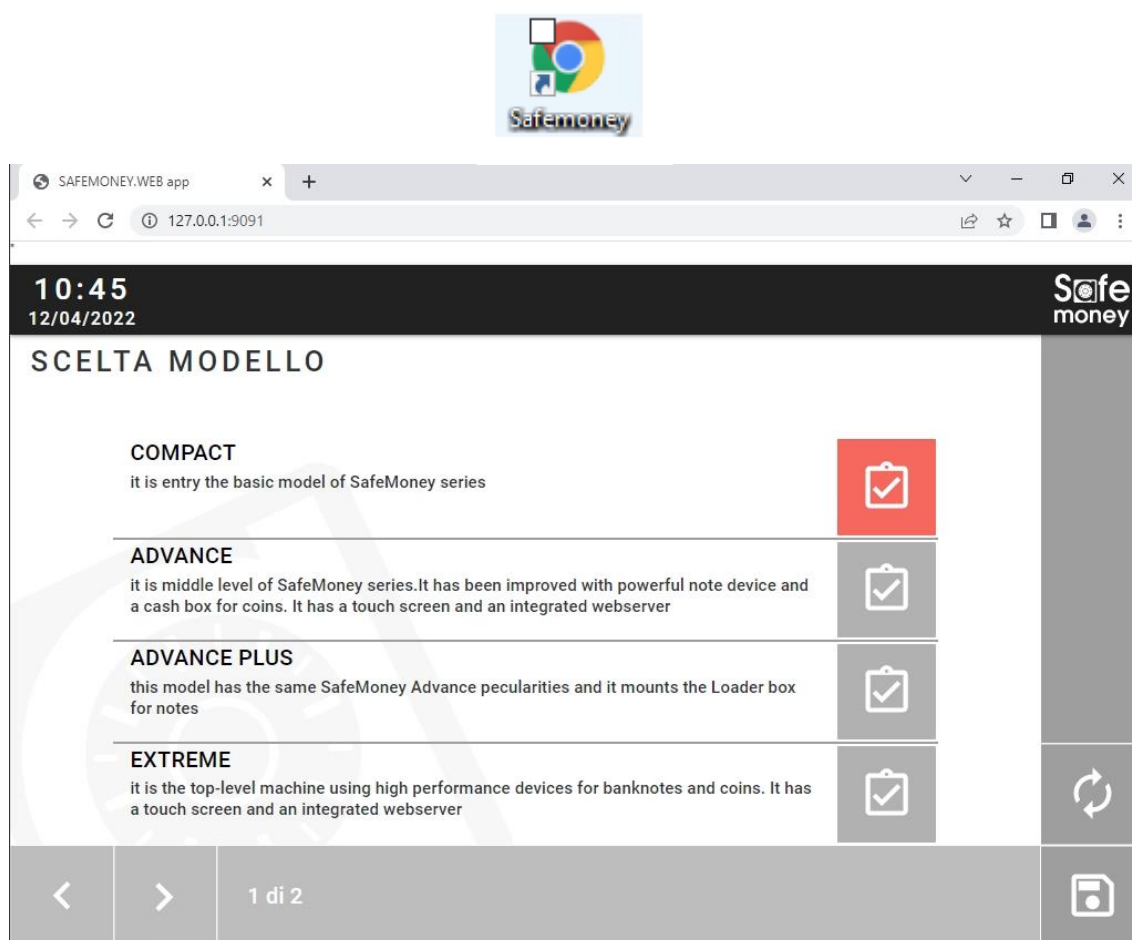 Safemoney
SAFEMONEY.WEB app
127.0.0.1:9091
10:45
12/04/2022
Safe
money
SCELTA MODELLO
COMPACT
it is entry the basic model of SafeMoney series
ADVANCE
it is middle level of SafeMoney series.It has been improved with powerful note device and
a cash box for coins. It has a touch screen and an integrated webserver
ADVANCE PLUS
this model has the same SafeMoney Advance pecularities and it mounts the Loader box
for notes
EXTREME
it is the top-level machine using high performance devices for banknotes and coins. It has
a touch screen and an integrated webserver
1 di 2